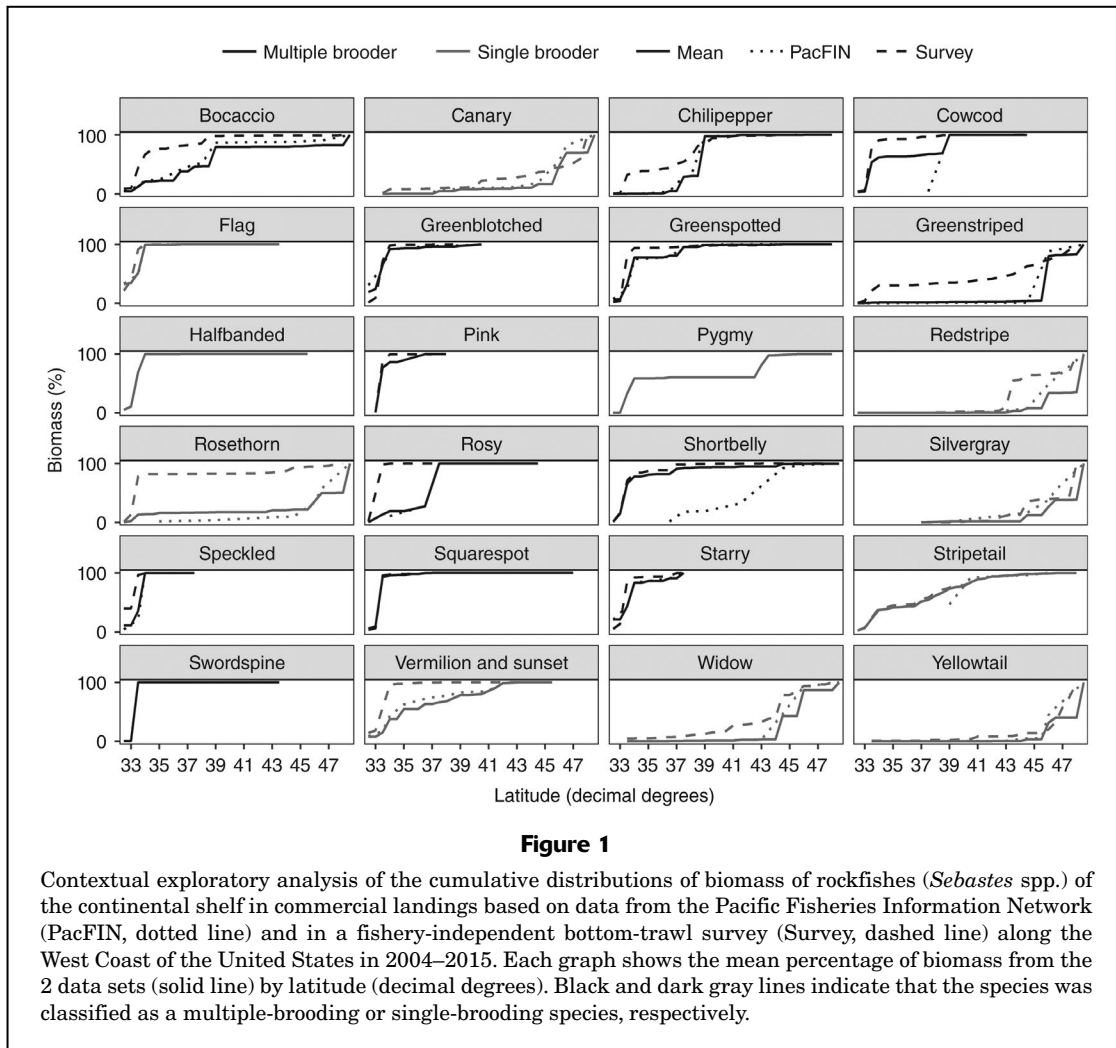 Multiple brooder Single brooder Mean PacFIN Survey
Bocaccio Canary Chilipepper Cowcod
100
0
Flag Greenblotched Greenspotted Greenstriped
100
0
Halfbanded Pink Pygmy Redstripe
100
0
Biomass (%)
Rosethorn Rosy Shortbelly Silvergray
100
0
Speckled Squarespot Starry Stripetail
100
0
Swordspine Vermilion and sunset Widow Yellowtail
100
0
33 35 37 39 41 43 45 47 33 35 37 39 41 43 45 47 33 35 37 39 41 43 45 47 33 35 37 39 41 43 45 47
Latitude (decimal degrees)
Figure 1
Contextual exploratory analysis of the cumulative distributions of biomass of rockfishes (Sebastes spp.) of
the continental shelf in commercial landings based on data from the Pacific Fisheries Information Network
(PacFIN, dotted line) and in a fishery-independent bottom-trawl survey (Survey, dashed line) along the
West Coast of the United States in 2004–2015. Each graph shows the mean percentage of biomass from the
2 data sets (solid line) by latitude (decimal degrees). Black and dark gray lines indicate that the species was
classified as a multiple-brooding or single-brooding species, respectively.